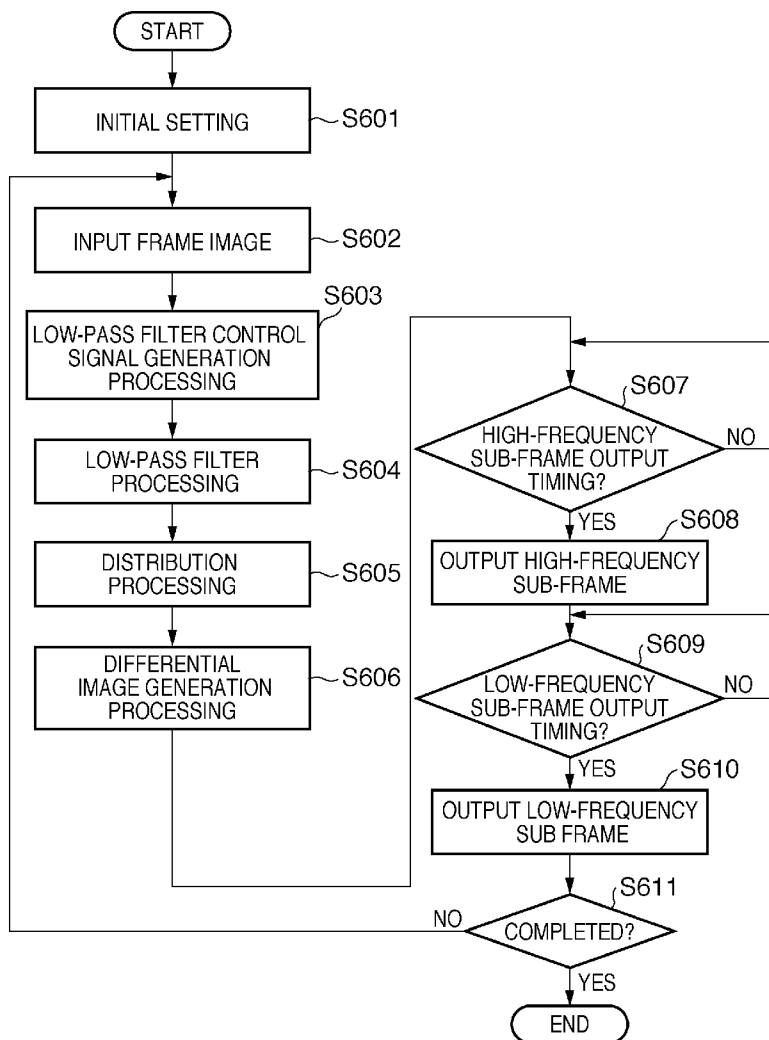 START
INITIAL SETTING
S601
INPUT FRAME IMAGE
S602
S603
LOW-PASS FILTER CONTROL
SIGNAL GENERATION
PROCESSING
LOW-PASS FILTER
PROCESSING
S604
DISTRIBUTION
PROCESSING
S605
DIFFERENTIAL
IMAGE GENERATION
PROCESSING
S606
S607
HIGH-FREQUENCY
SUB-FRAME OUTPUT
TIMING?
NO
YES
S608
OUTPUT HIGH-FREQUENCY
SUB-FRAME
S609
LOW-FREQUENCY
SUB-FRAME OUTPUT
TIMING?
NO
YES
S610
OUTPUT LOW-FREQUENCY
SUB FRAME
S611
COMPLETED?
NO
YES
END